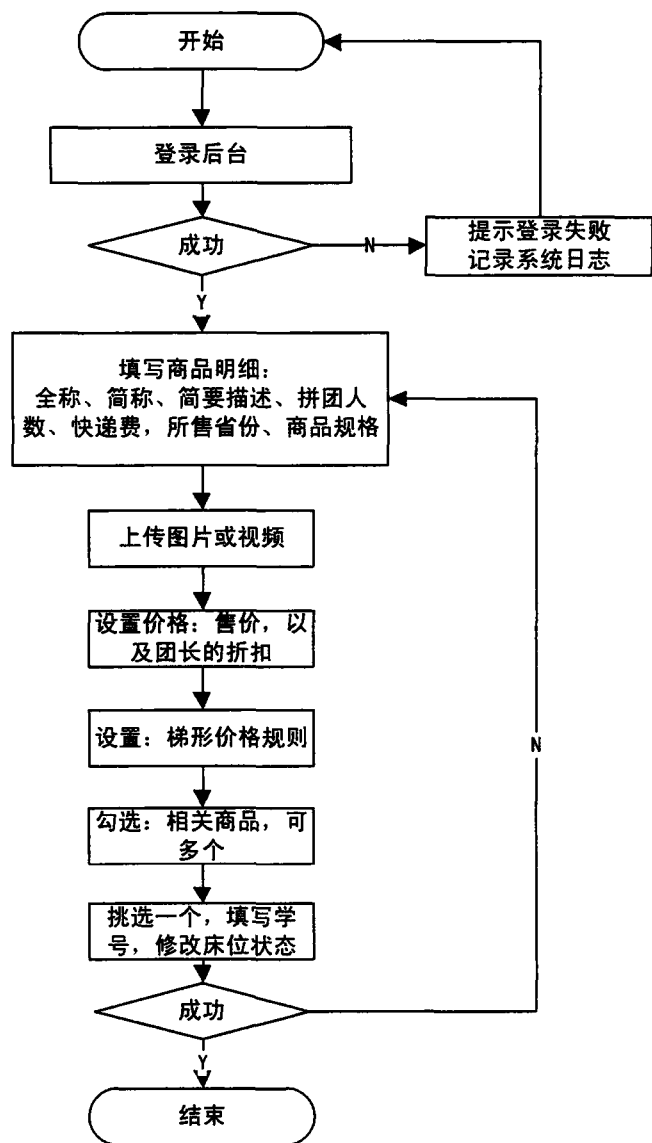 开始
登录后台
成功
N
提示登录失败
记录系统日志
Y
填写商品明细：
全称、简称、简要描述、拼团人
数、快递费，所售省份、商品规格
上传图片或视频
设置价格：售价，以
及团长的折扣
设置：梯形价格规则
N
勾选：相关商品，可
多个
挑选一个，填写学
号，修改床位状态
成功
Y
结束